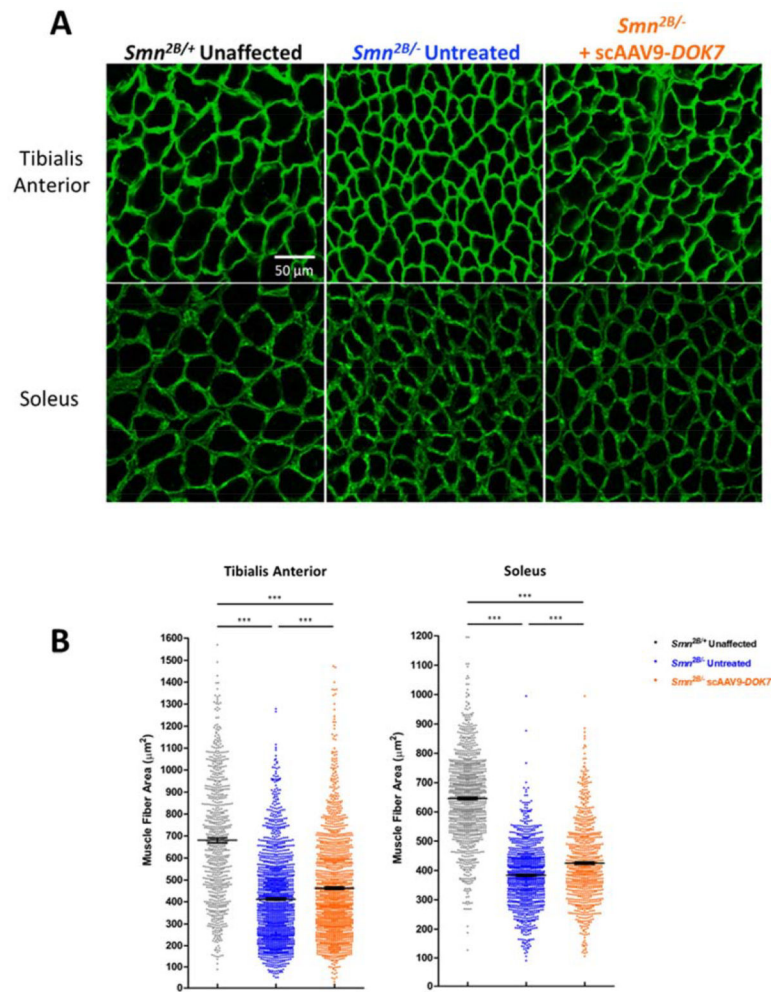 A
Smn2B/+ Unaffected
Smn2B/- Untreated
Smn2B/-
+ scAAV9-DOK7
Tibialis
Anterior
50 µm
Soleus
B
Tibialis Anterior
***
*** ***
Muscle Fiber Area (µm2)
1600
1500
1400
1300
1200
1100
1000
900
800
700
600
500
400
300
200
100
0
Soleus
***
*** ***
Muscle Fiber Area (µm2)
1200
1100
1000
900
800
700
600
500
400
300
200
100
0
Smn2B/+ Unaffected
Smn2B/- Untreated
Smn2B/- scAAV9-DOK7